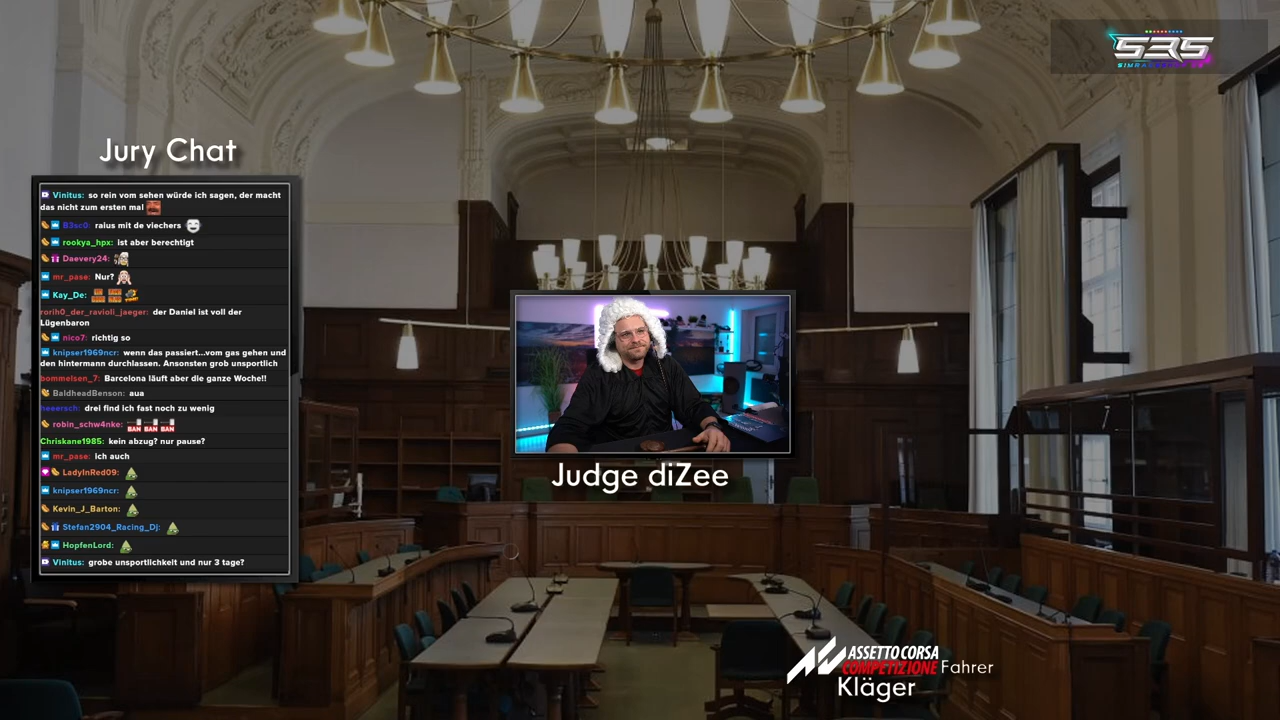 S3S
Jury Chat
Vinitus: so rein vom sehen würde ich sagen, der macht
das nicht zum ersten mal
B3sc0: raIus mit de viechers
rookya_hpx: ist aber berechtigt
Daevery24:
mr_pase: Nur?
Kay_De:
rorih0_der_ravioli_jaeger: der Daniel ist voll der
Lügenbaron
nico7: richtig so
knipser1969ncr: wenn das passiert...vom gas gehen und
den hintermann durchlassen. Ansonsten grob unsportlich
bommelsen_7: Barcelona läuft aber die ganze Woche!!
BaldheadBenson: aua
heeersch: drei find ich fast noch zu wenig
robin_schw4nke: BAN BAN BAN
Chriskane1985: kein abzug? nur pause?
mr_pase: Ich auch
LadyInRed09:
knipser1969ncr:
Kevin_J_Barton:
Stefan2904_Racing_Dj:
HopfenLord:
Vinitus: grobe unsportlichkeit und nur 3 tage?
Judge diZee
ASSETTO CORSA
COMPETIZIONE Fahrer
Kläger